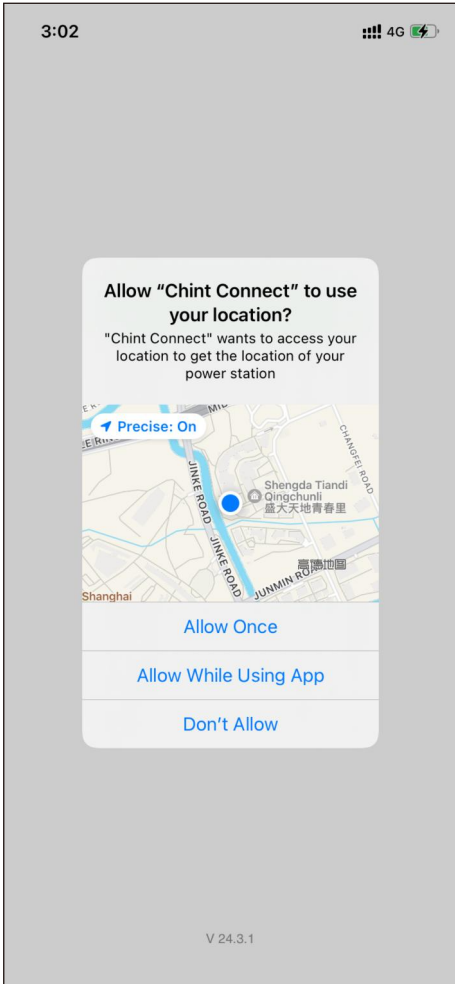 3:02
4G
Allow “Chint Connect” to use
your location?
"Chint Connect" wants to access your
location to get the location of your
power station
Precise: On
JINKE ROAD
JINKE ROAD
CHANGFEI ROAD
Shengda Tiandi
Qingchunli
盛大天地青春里
高德地图
JUNMIN ROAD
Shanghai
Allow Once
Allow While Using App
Don’t Allow
V 24.3.1